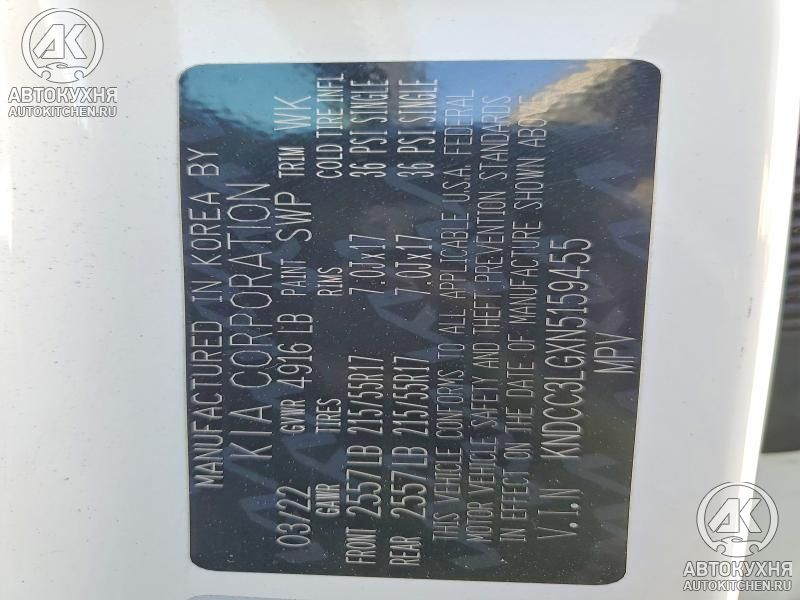 MANUFACTURED IN KOREA BY
KIA CORPORATION
03/22 GVWR 4916 LB PAINT SWP TRIM WK
GAWR TIRES RIMS COLD TIRE INFL
FRONT 2557LB 215/55R17 7.0Jx17 36 PSI SINGLE
REAR 2557LB 215/55R17 7.0Jx17 36 PSI SINGLE
THIS VEHICLE CONFORMS TO ALL APPLICABLE U.S.A. FEDERAL
MOTOR VEHICLE SAFETY AND THEFT PREVENTION STANDARDS
IN EFFECT ON THE DATE OF MANUFACTURE SHOWN ABOVE.
V.I.N KNDCC3LGXN5159455
MPV
АК
АВТОКУХНЯ
AUTOKITCHEN.RU
АК
АВТОКУХНЯ
AUTOKITCHEN.RU